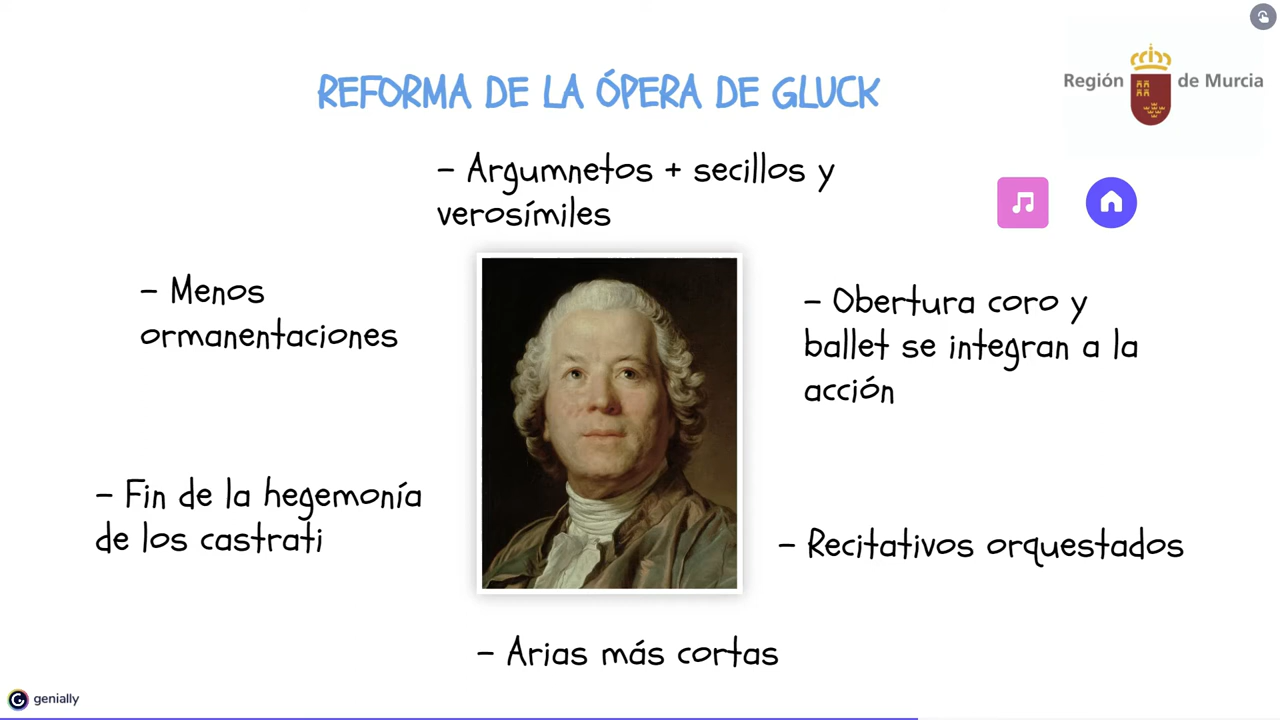 REFORMA DE LA ÓPERA DE GLUCK
Región de Murcia
- Argumnetos + secillos y
verosímiles
- Menos
ormanentaciones
- Obertura coro y
ballet se integran a la
acción
- Fin de la hegemonía
de los castrati
- Recitativos orquestados
- Arias más cortas
genially